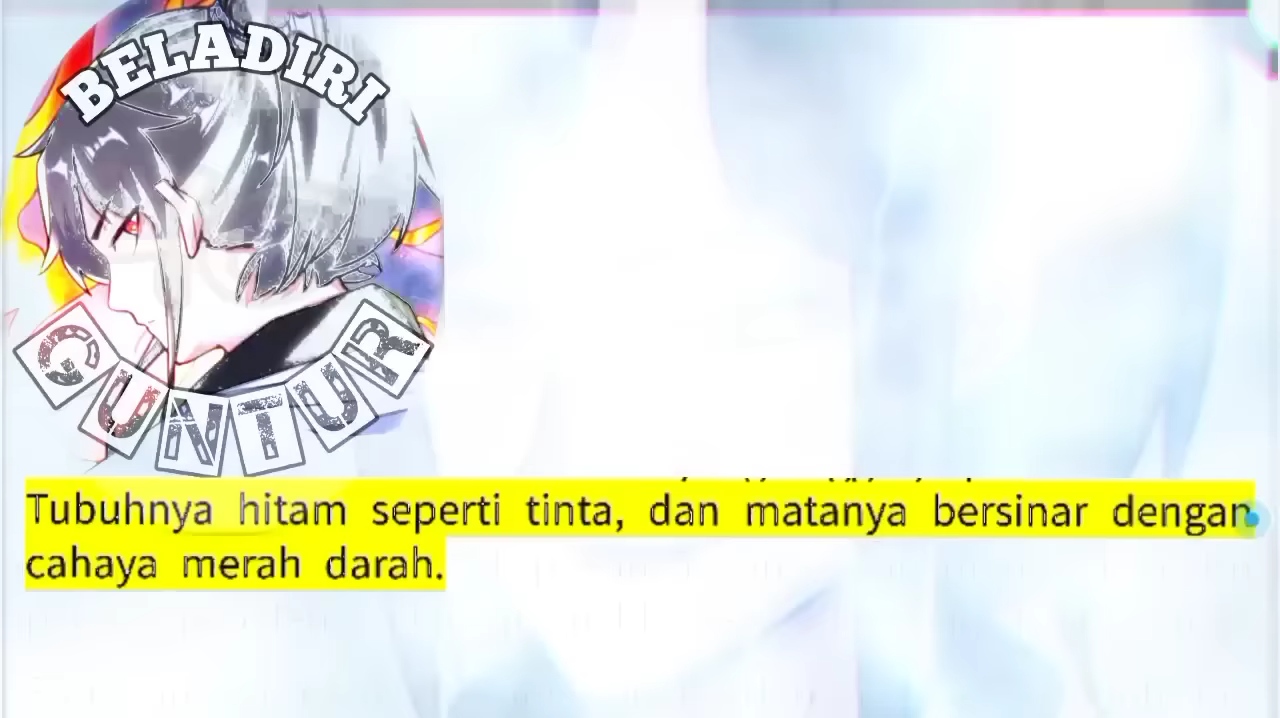 BELADIRI
GUNTUR
Tubuhnya hitam seperti tinta, dan matanya bersinar dengan
cahaya merah darah.